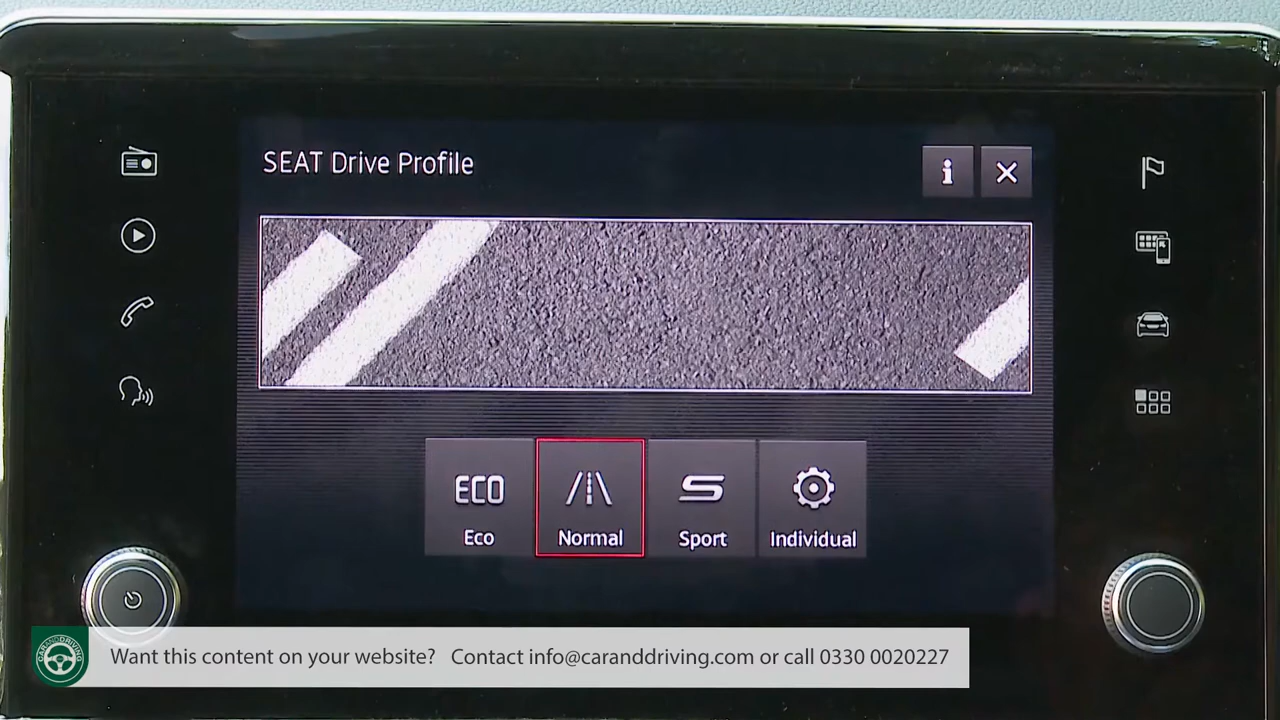 SEAT Drive Profile
i
ECO
Eco
Normal
S
Sport
Individual
CARANDDRIVING
Want this content on your website? Contact info@caranddriving.com or call 0330 0020227